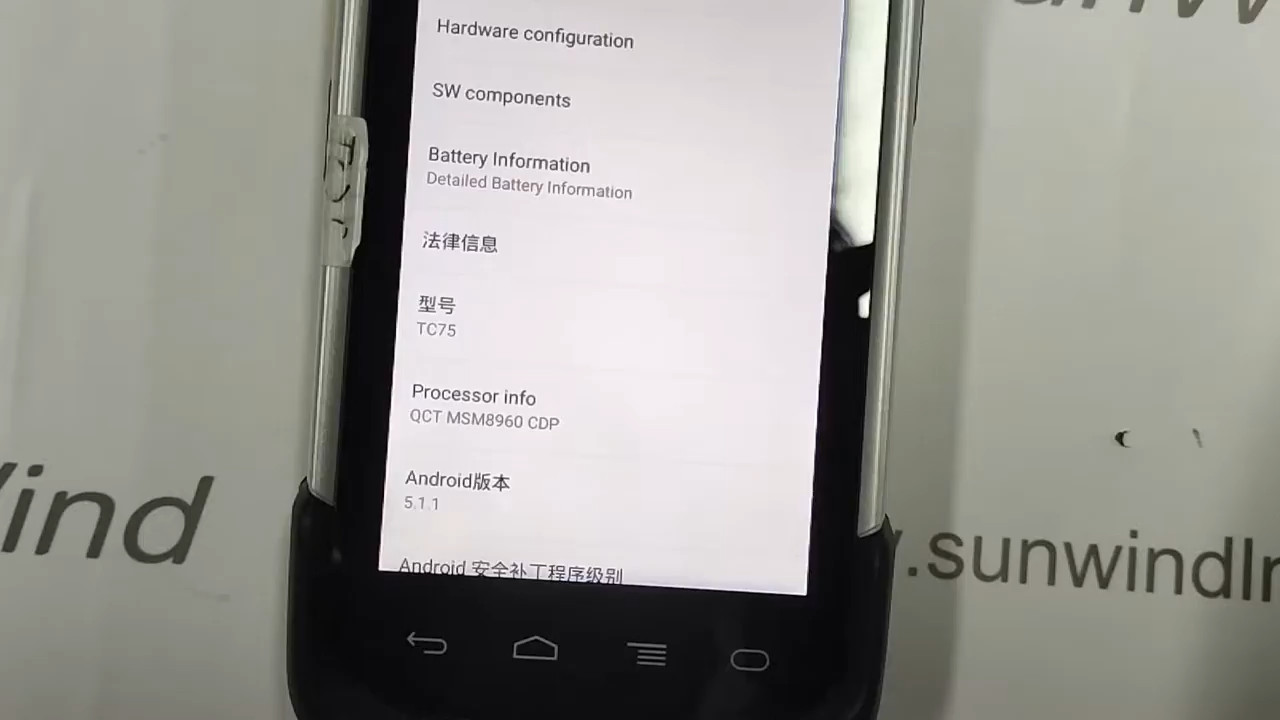 Hardware configuration
SW components
Battery Information
Detailed Battery Information
法律信息
型号
TC75
Processor info
QCT MSM8960 CDP
Android版本
5.1.1
Android 安全补丁程序级别
ind
.sunwindIn